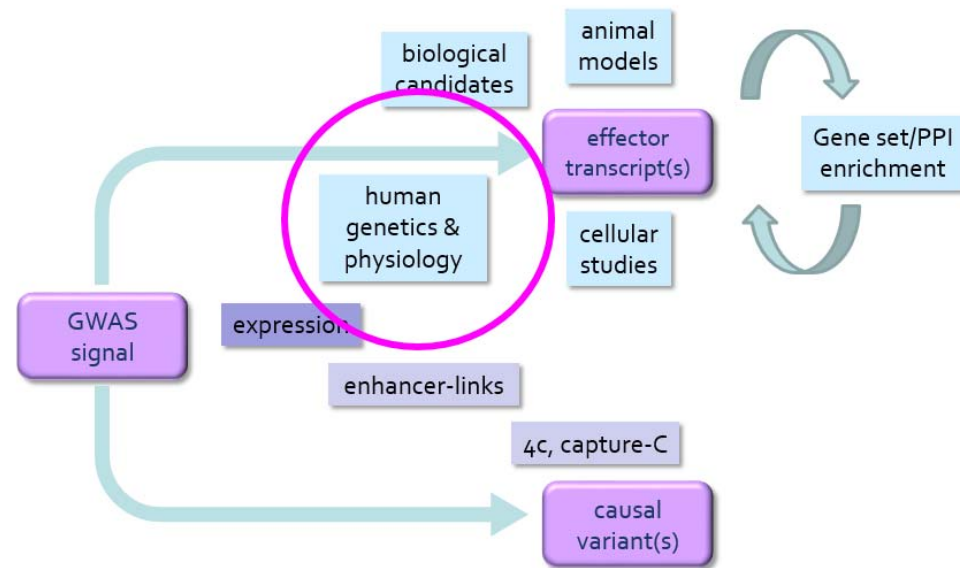 animal
models
biological
candidates
effector
transcript(s)
Gene set/PPI
enrichment
human
genetics &
physiology
cellular
studies
GWAS
signal
expression
enhancer-links
4c, capture-C
causal
variant(s)